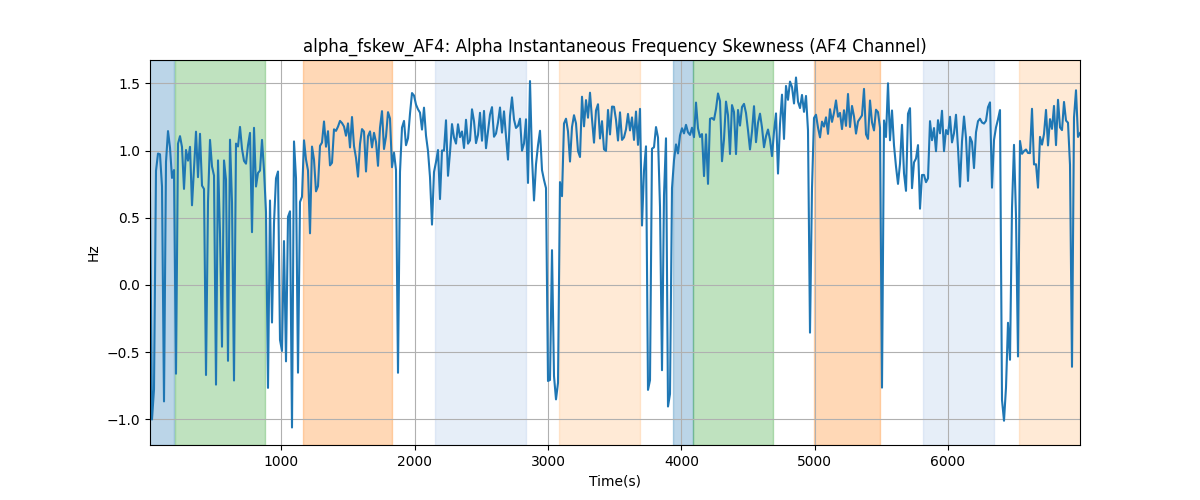 alpha_fskew_AF4: Alpha Instantaneous Frequency Skewness (AF4 Channel)
1.5
1.0
0.5
0.0
−0.5
−1.0
Hz
1000 2000 3000 4000 5000 6000
Time(s)